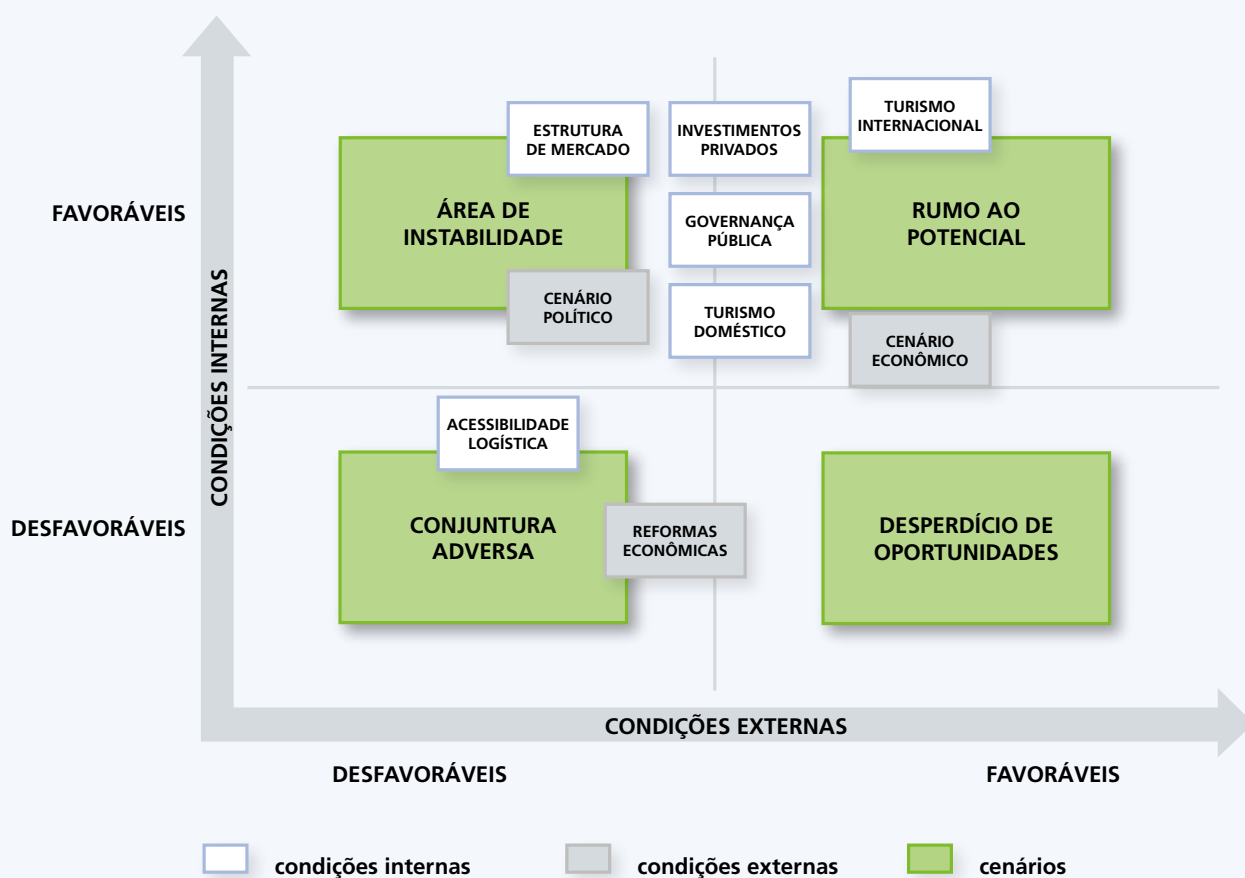 ESTRUTURA
DE MERCADO
INVESTIMENTOS
PRIVADOS
TURISMO
INTERNACIONAL
FAVORÁVEIS
ÁREA DE
INSTABILIDADE
GOVERNANÇA
PÚBLICA
RUMO AO
POTENCIAL
CENÁRIO
POLÍTICO
TURISMO
DOMÉSTICO
CENÁRIO
ECONÔMICO
CONDIÇÕES INTERNAS
ACESSIBILIDADE
LOGÍSTICA
DESFAVORÁVEIS
CONJUNTURA
ADVERSA
REFORMAS
ECONÔMICAS
DESPERDÍCIO DE
OPORTUNIDADES
CONDIÇÕES EXTERNAS
DESFAVORÁVEIS
FAVORÁVEIS
condições internas
condições externas
cenários